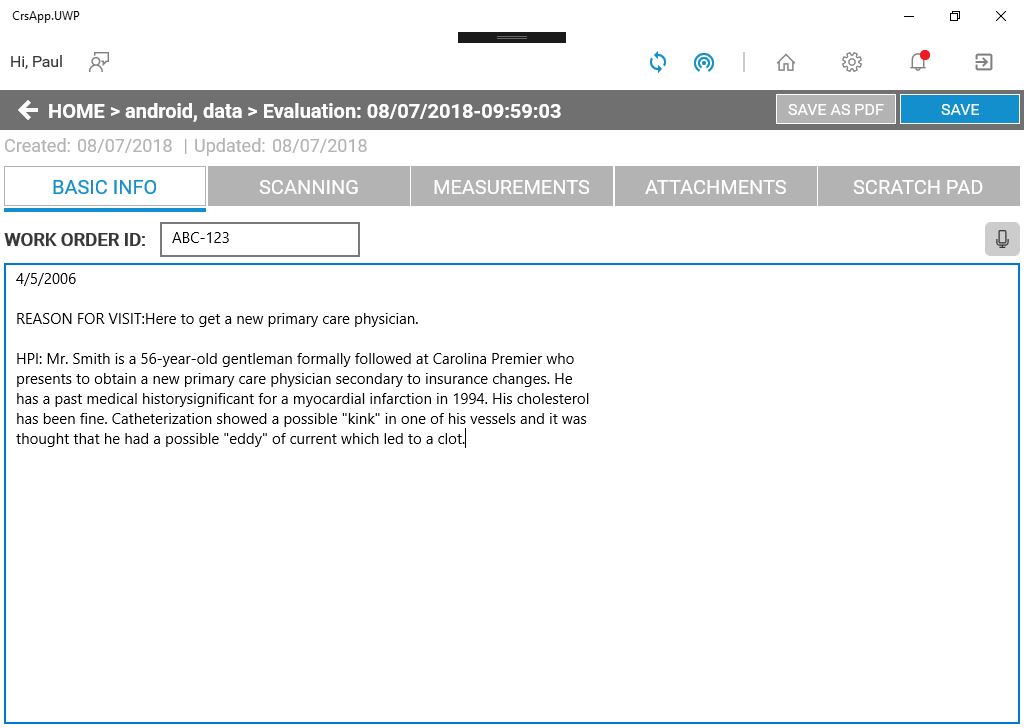 CrsApp.UWP
Hi, Paul
HOME > android, data > Evaluation: 08/07/2018-09:59:03
SAVE AS PDF
SAVE
Created: 08/07/2018 | Updated: 08/07/2018
BASIC INFO
SCANNING
MEASUREMENTS
ATTACHMENTS
SCRATCH PAD
WORK ORDER ID: ABC-123
4/5/2006
REASON FOR VISIT:Here to get a new primary care physician.
HPI: Mr. Smith is a 56-year-old gentleman formally followed at Carolina Premier who
presents to obtain a new primary care physician secondary to insurance changes. He
has a past medical historysignificant for a myocardial infarction in 1994. His cholesterol
has been fine. Catheterization showed a possible "kink" in one of his vessels and it was
thought that he had a possible "eddy" of current which led to a clot.